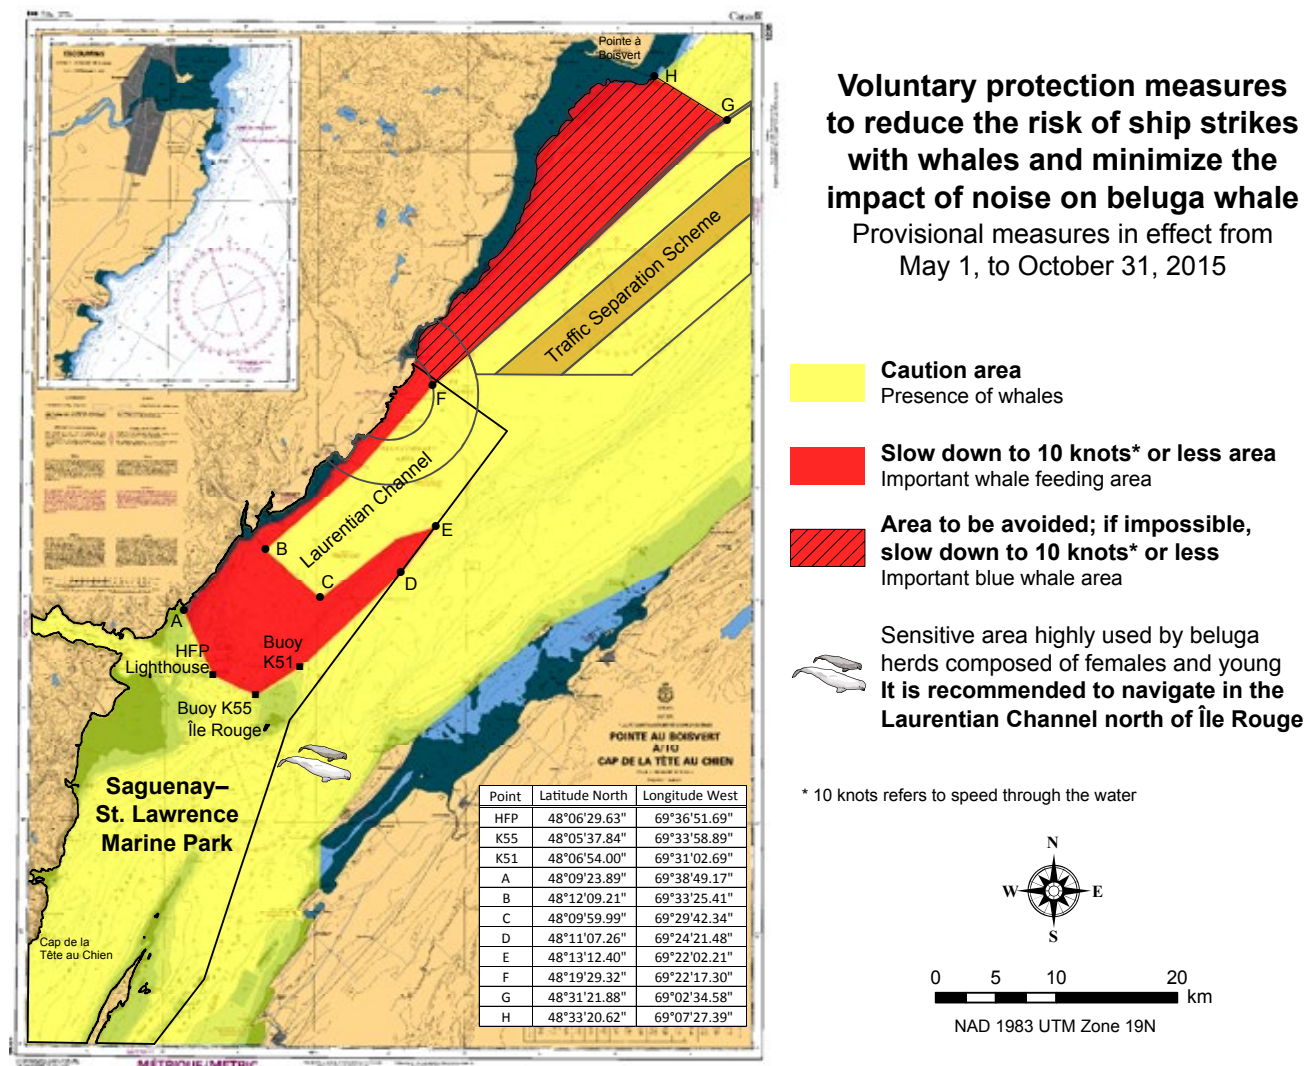 Canada
Pointe à
Boisvert
H
G
Traffic Separation Scheme
F
Laurentian Channel
E
B
D
C
A
HFP
Lighthouse
Buoy
K51
Buoy K55
Île Rouge
Saguenay–
St. Lawrence
Marine Park
Cap de la
Tête au Chien
POINTE AU BOISVERT
À/TO
CAP DE LA TÊTE AU CHIEN
Point Latitude North Longitude West
HFP 48°06'29.63" 69°36'51.69"
K55 48°05'37.84" 69°33'58.89"
K51 48°06'54.00" 69°31'02.69"
A 48°09'23.89" 69°38'49.17"
B 48°12'09.21" 69°33'25.41"
C 48°09'59.99" 69°29'42.34"
D 48°11'07.26" 69°24'21.48"
E 48°13'12.40" 69°22'02.21"
F 48°19'29.32" 69°22'17.30"
G 48°31'21.88" 69°02'34.58"
H 48°33'20.62" 69°07'27.39"
MÉTRIQUE/METRIC
Voluntary protection measures
to reduce the risk of ship strikes
with whales and minimize the
impact of noise on beluga whale
Provisional measures in effect from
May 1, to October 31, 2015
Caution area
Presence of whales
Slow down to 10 knots* or less area
Important whale feeding area
Area to be avoided; if impossible,
slow down to 10 knots* or less
Important blue whale area
Sensitive area highly used by beluga
herds composed of females and young
It is recommended to navigate in the
Laurentian Channel north of Île Rouge
* 10 knots refers to speed through the water
N
W E
S
0 5 10 20
km
NAD 1983 UTM Zone 19N